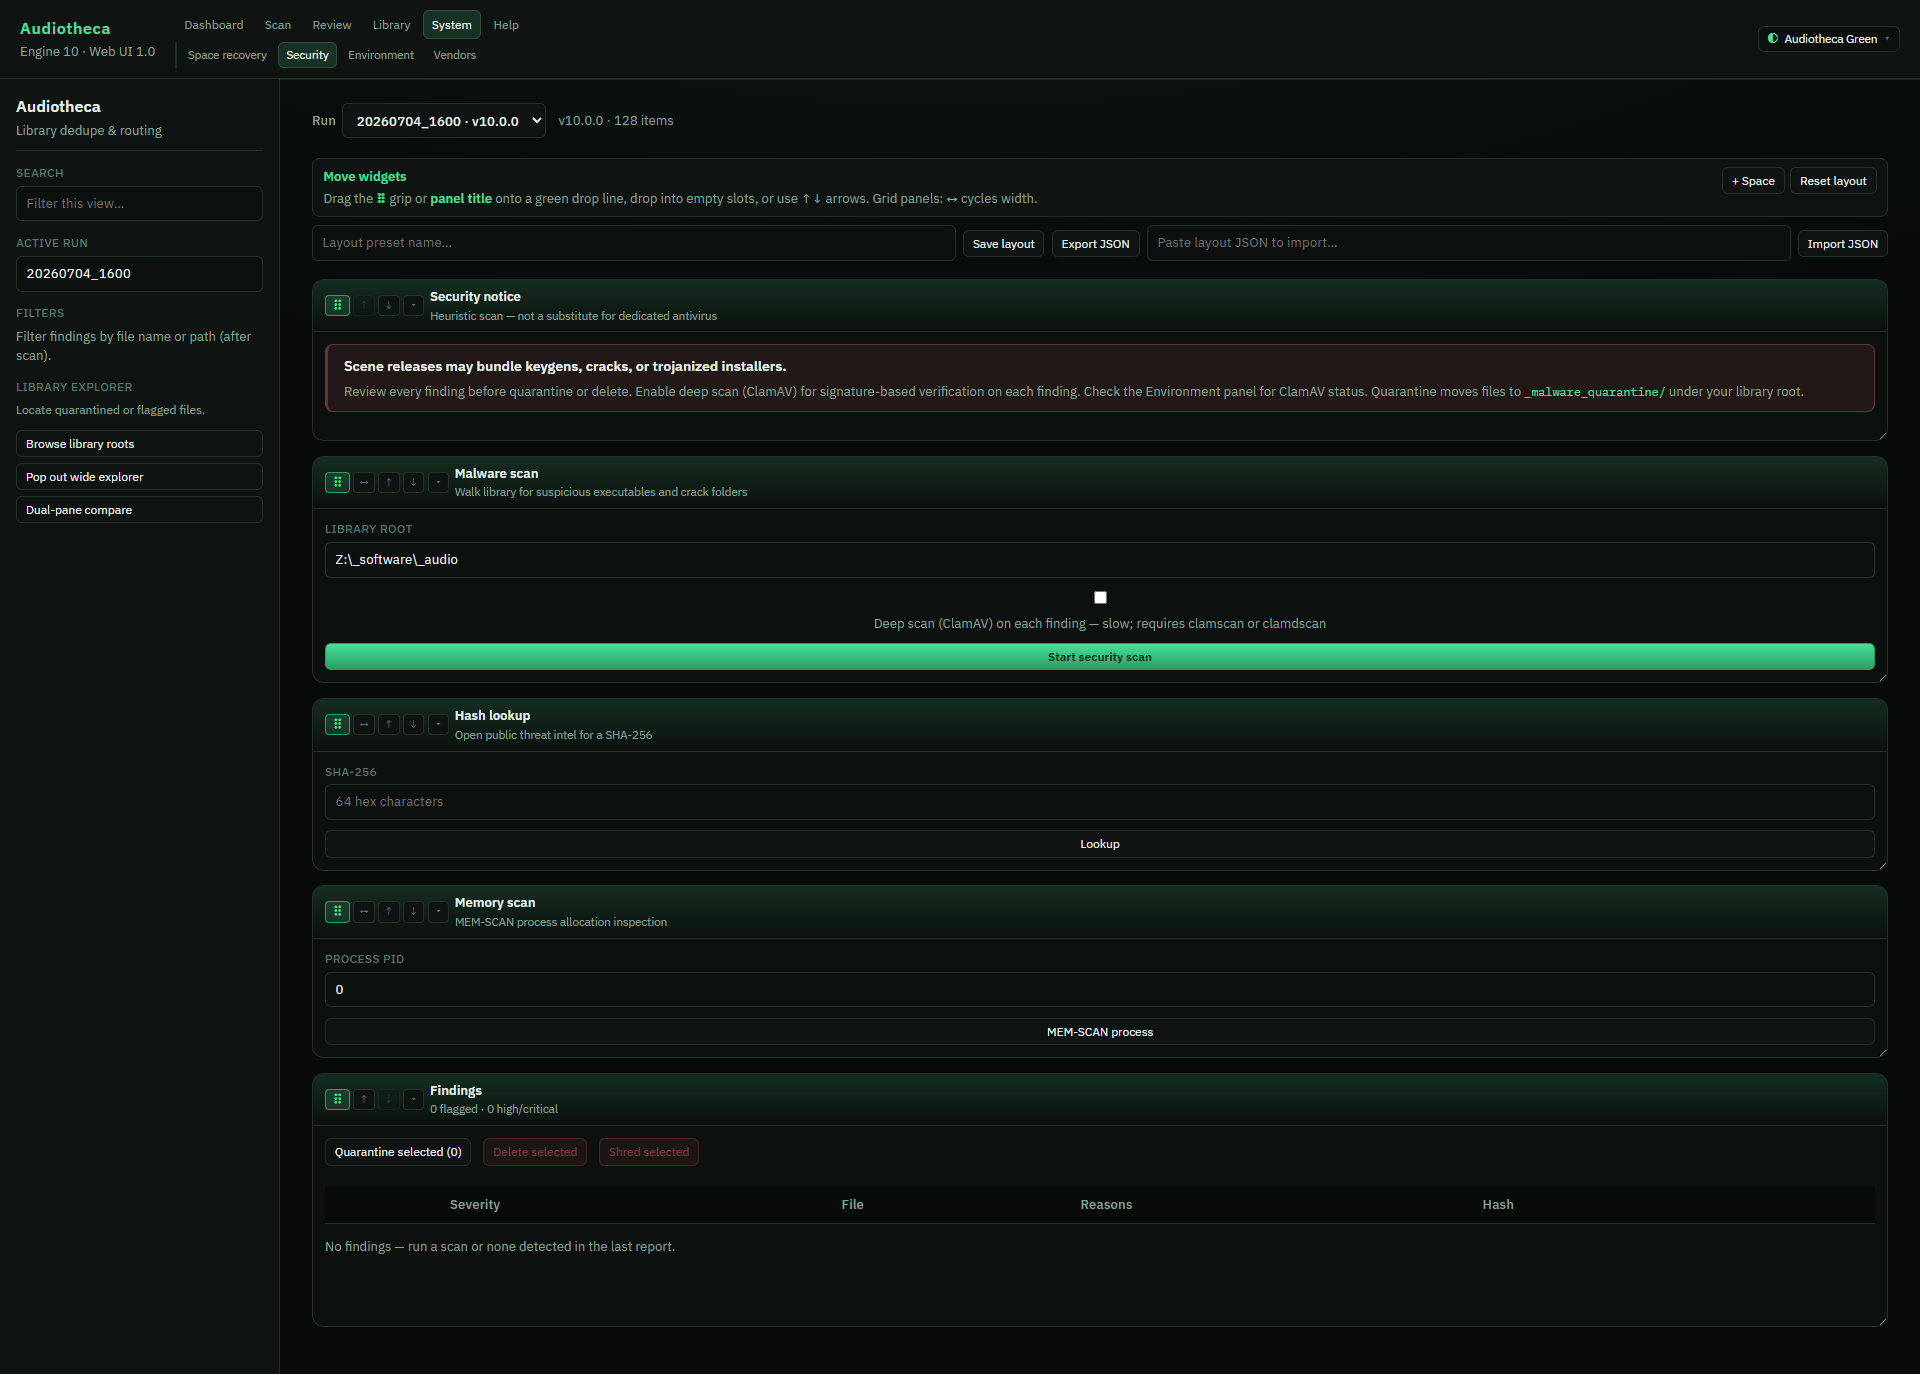 Audiotheca
Engine 10 · Web UI 1.0
Dashboard Scan Review Library System Help
Space recovery Security Environment Vendors
Audiotheca Green
Audiotheca
Library dedupe & routing
SEARCH
Filter this view...
ACTIVE RUN
20260704_1600
FILTERS
Filter findings by file name or path (after
scan).
LIBRARY EXPLORER
Locate quarantined or flagged files.
Browse library roots
Pop out wide explorer
Dual-pane compare
Run 20260704_1600 · v10.0.0 v10.0.0 · 128 items
Move widgets
Drag the ⠿ grip or panel title onto a green drop line, drop into empty slots, or use ↑ ↓ arrows. Grid panels: ↔ cycles width.
+ Space Reset layout
Layout preset name... Save layout Export JSON Paste layout JSON to import... Import JSON
Security notice
Heuristic scan — not a substitute for dedicated antivirus
Scene releases may bundle keygens, cracks, or trojanized installers.
Review every finding before quarantine or delete. Enable deep scan (ClamAV) for signature-based verification on each finding. Check the Environment panel for ClamAV status. Quarantine moves files to _malware_quarantine/ under your library root.
Malware scan
Walk library for suspicious executables and crack folders
LIBRARY ROOT
Z:\_software\_audio
Deep scan (ClamAV) on each finding — slow; requires clamscan or clamdscan
Start security scan
Hash lookup
Open public threat intel for a SHA-256
SHA-256
64 hex characters
Lookup
Memory scan
MEM-SCAN process allocation inspection
PROCESS PID
0
MEM-SCAN process
Findings
0 flagged · 0 high/critical
Quarantine selected (0) Delete selected Shred selected
Severity File Reasons Hash
No findings — run a scan or none detected in the last report.